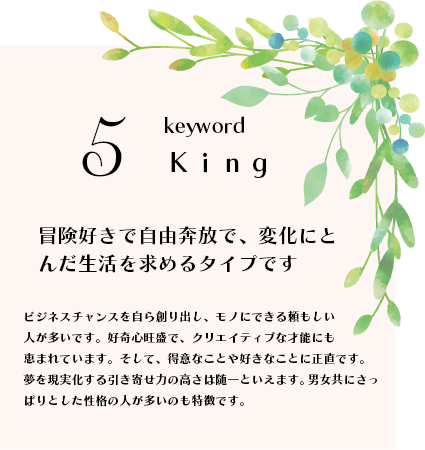 5
keyword
King
冒険好きで自由奔放で、変化にと
んだ生活を求めるタイプです
ビジネスチャンスを自ら創り出し、モノにできる頼もしい
人が多いです。好奇心旺盛で、クリエイティブな才能にも
恵まれています。そして、得意なことや好きなことに正直です。
夢を現実化する引き寄せ力の高さは随一といえます。男女共にさっ
ぱりとした性格の人が多いのも特徴です。